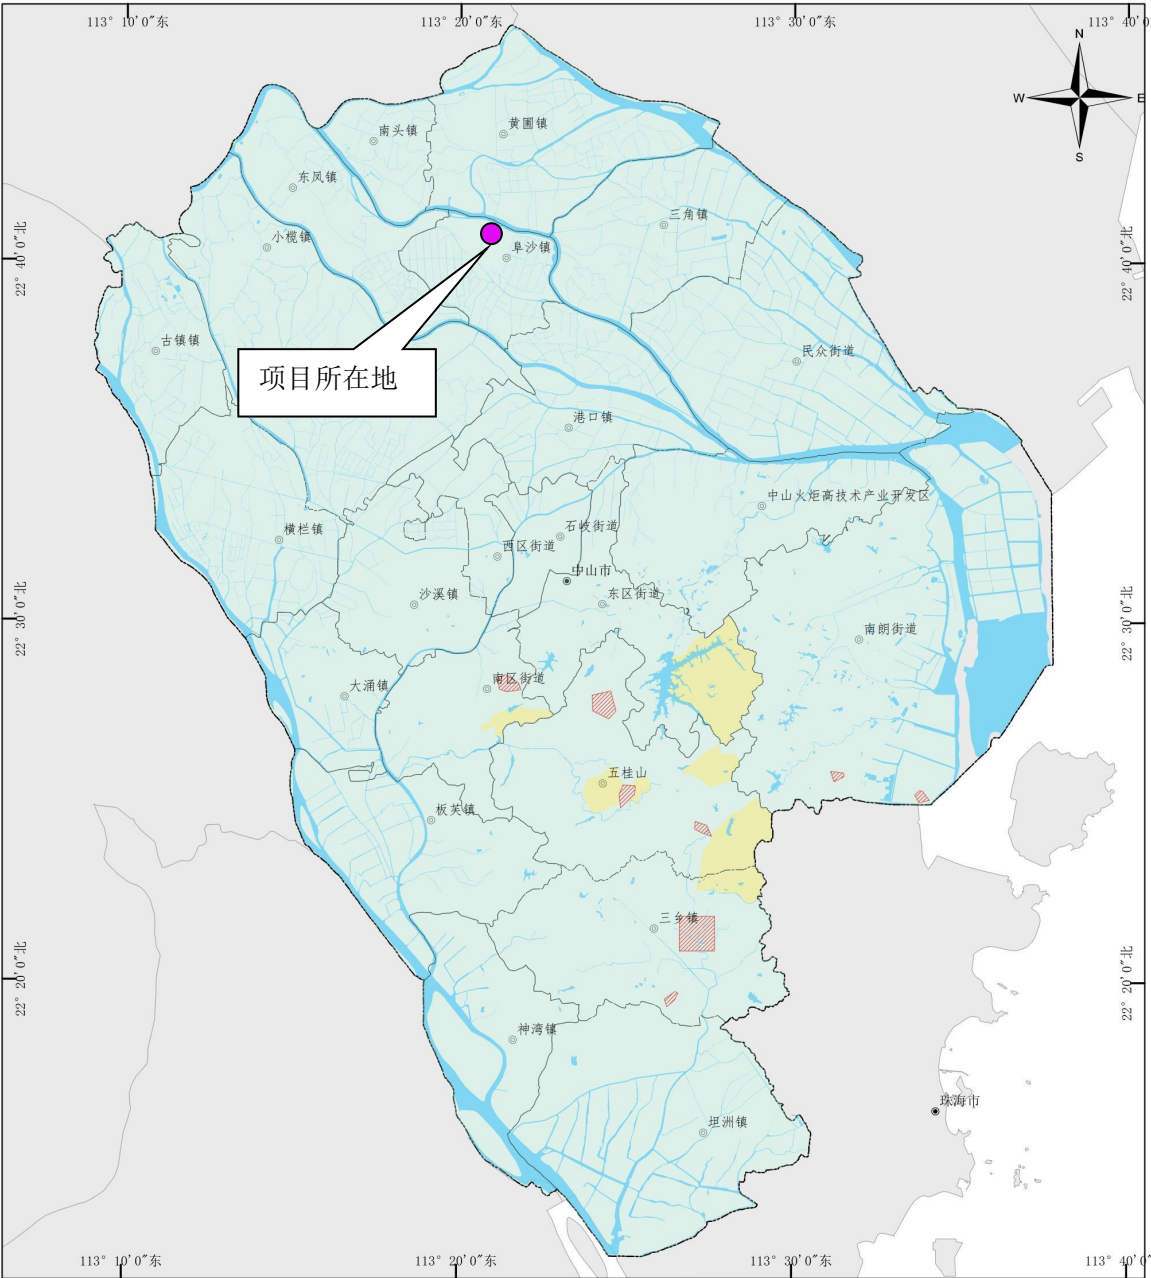 113° 10'0"东
113° 20'0"东
113° 30'0"东
113° 40'0
N
W
E
S
南头镇
黄圃镇
东凤镇
小榄镇
三角镇
阜沙镇
22° 40'0"北
22° 40'0"北
古镇镇
项目所在地
民众街道
港口镇
中山火炬高技术产业开发区
横栏镇
石岐街道
西区街道
中山市
沙溪镇
东区街道
22° 30'0"北
22° 30'0"北
南朗街道
大涌镇
南区街道
五桂山
板芙镇
三乡镇
22° 20'0"北
22° 20'0"北
神湾镇
珠海市
坦洲镇
113° 10'0"东
113° 20'0"东
113° 30'0"东
113° 40'0